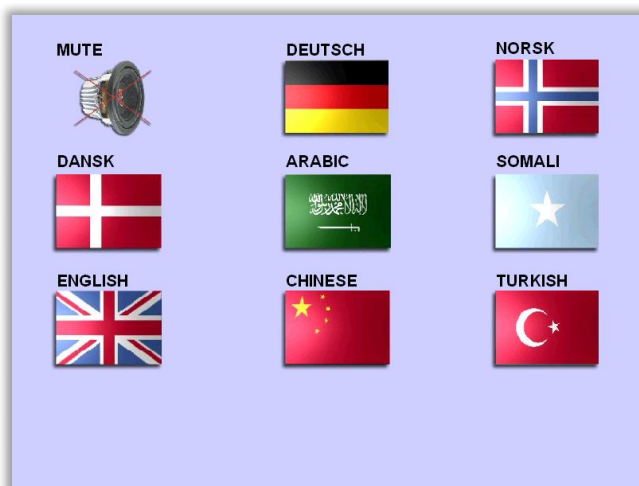 MUTE
DEUTSCH
NORSK
DANSK
ARABIC
SOMALI
ENGLISH
CHINESE
TURKISH